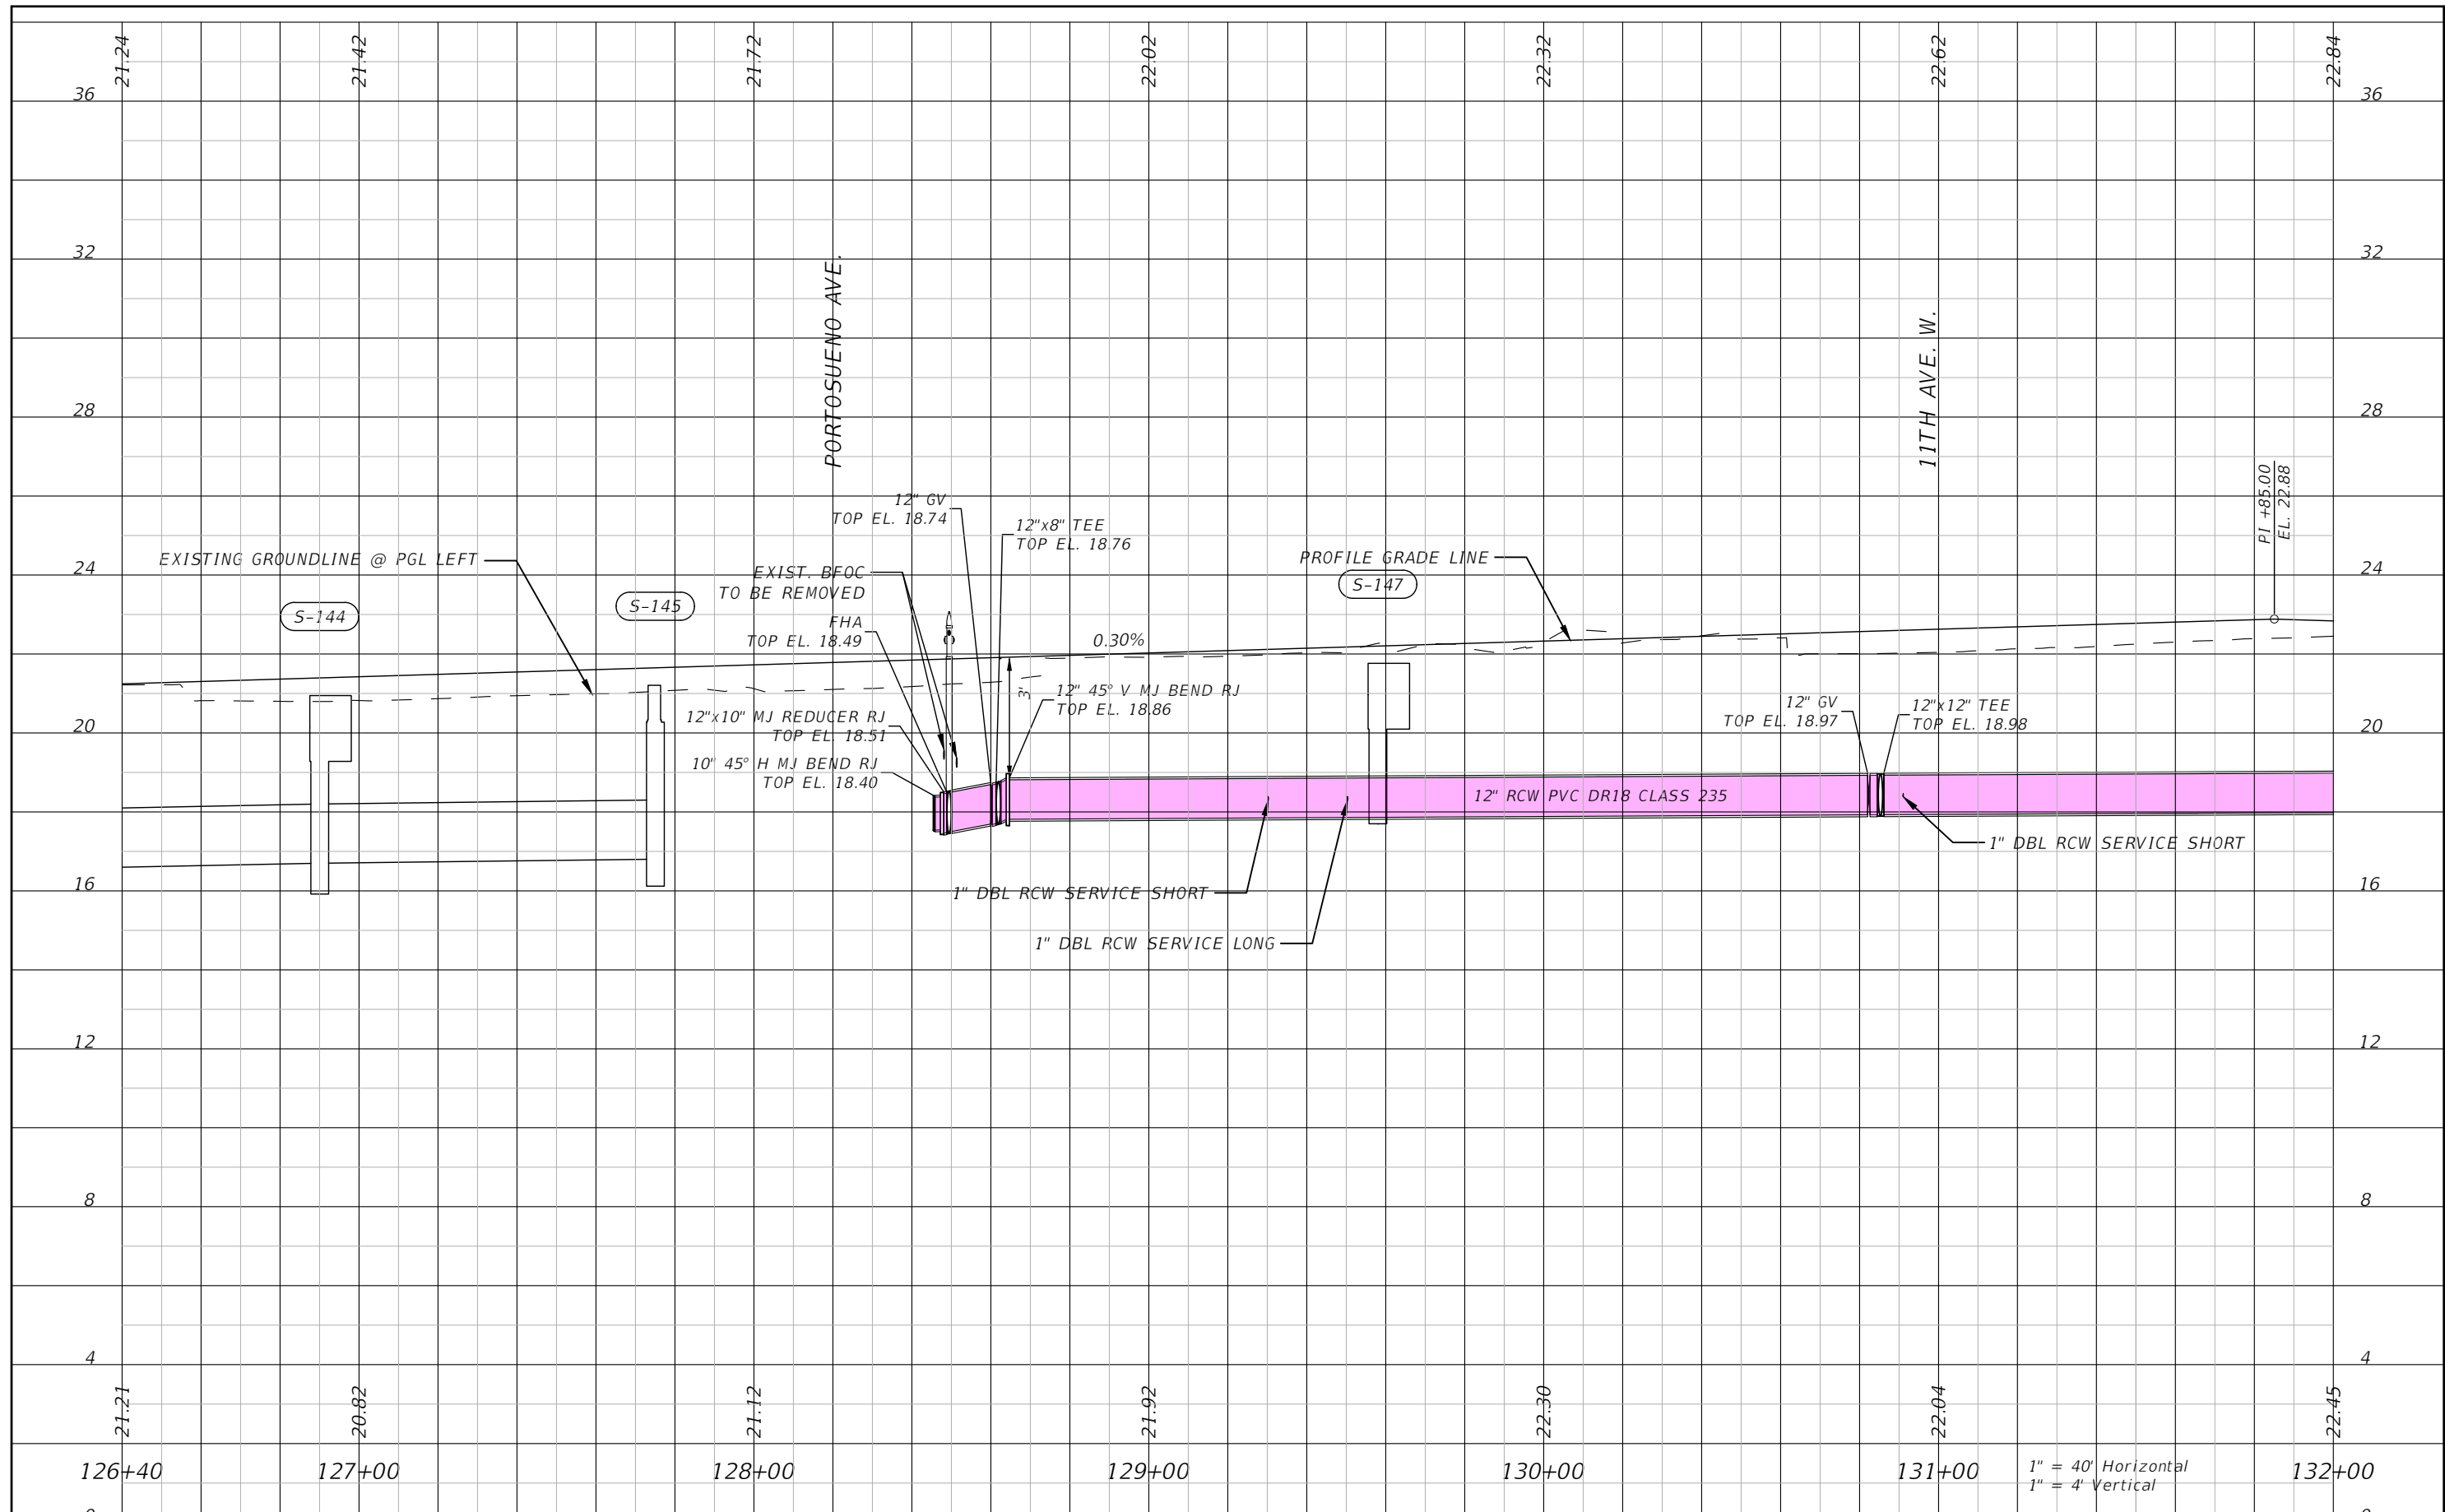 21.24
21.42
21.72
22.02
22.32
22.62
22.84
36
36
32
32
PORTOSUENO AVE.
11TH AVE. W.
28
28
PI +85.00
EL. 22.88
12" GV
TOP EL. 18.74
12"x8" TEE
TOP EL. 18.76
EXISTING GROUNDLINE @ PGL LEFT
PROFILE GRADE LINE
24
24
EXIST. BFOC
TO BE REMOVED
S-144
S-145
S-147
FHA
TOP EL. 18.49
0.30%
3'
12" 45° V MJ BEND RJ
TOP EL. 18.86
12"x10" MJ REDUCER RJ
TOP EL. 18.51
12" GV
TOP EL. 18.97
12"x12" TEE
TOP EL. 18.98
20
20
10" 45° H MJ BEND RJ
TOP EL. 18.40
12" RCW PVC DR18 CLASS 235
1" DBL RCW SERVICE SHORT
16
16
1" DBL RCW SERVICE SHORT
1" DBL RCW SERVICE LONG
12
12
8
8
4
4
21.21
20.82
21.12
21.92
22.30
22.04
22.45
126+40
127+00
128+00
129+00
130+00
131+00
132+00
1" = 40' Horizontal
1" = 4' Vertical